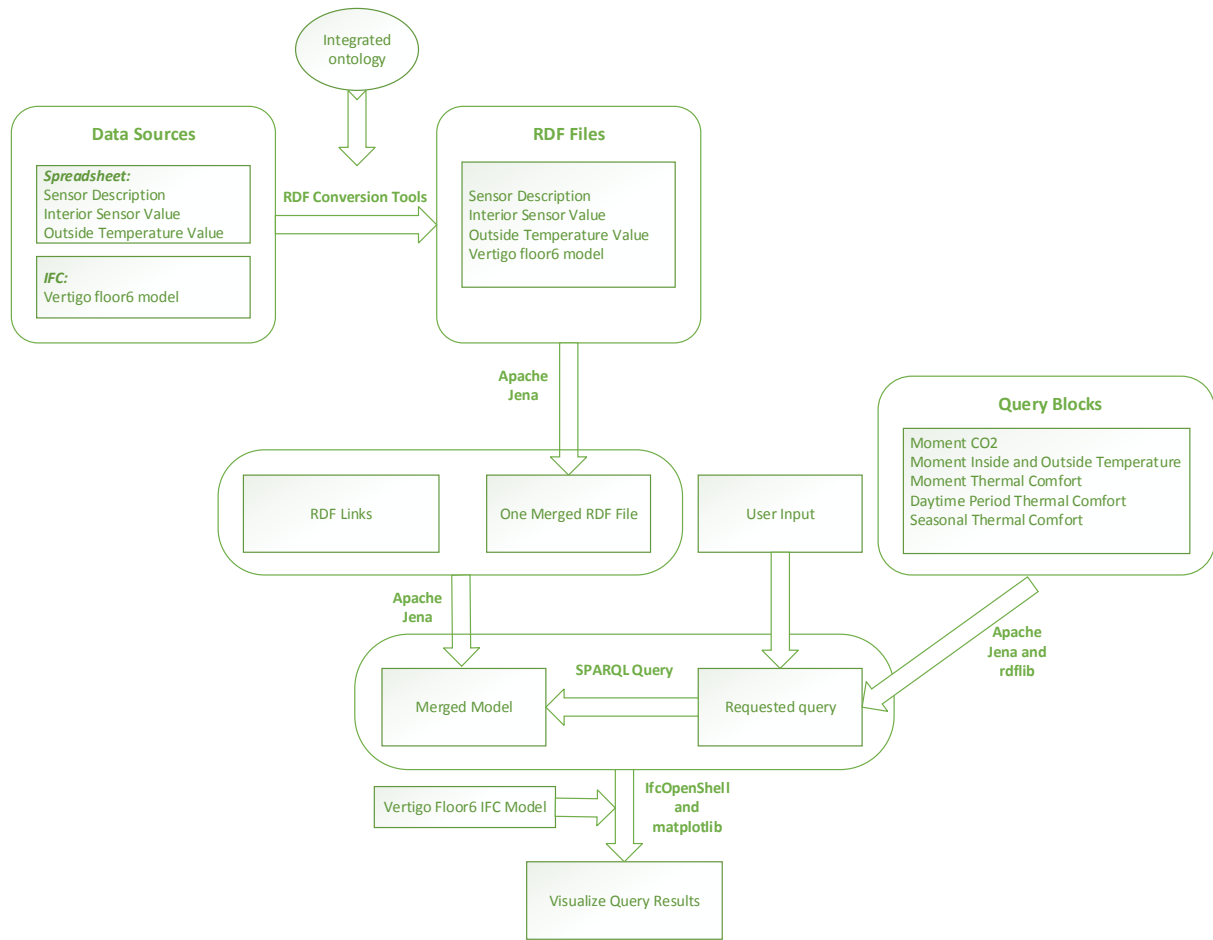 Integrated
ontology
Data Sources
Spreadsheet:
Sensor Description
Interior Sensor Value
Outside Temperature Value
IFC:
Vertigo floor6 model
RDF Conversion Tools
RDF Files
Sensor Description
Interior Sensor Value
Outside Temperature Value
Vertigo floor6 model
Apache
Jena
Query Blocks
Moment CO2
Moment Inside and Outside Temperature
Moment Thermal Comfort
Daytime Period Thermal Comfort
Seasonal Thermal Comfort
RDF Links
One Merged RDF File
User Input
Apache
Jena
Apache
Jena and
rdflib
SPARQL Query
Merged Model
Requested query
Vertigo Floor6 IFC Model
IfcOpenShell
and
matplotlib
Visualize Query Results